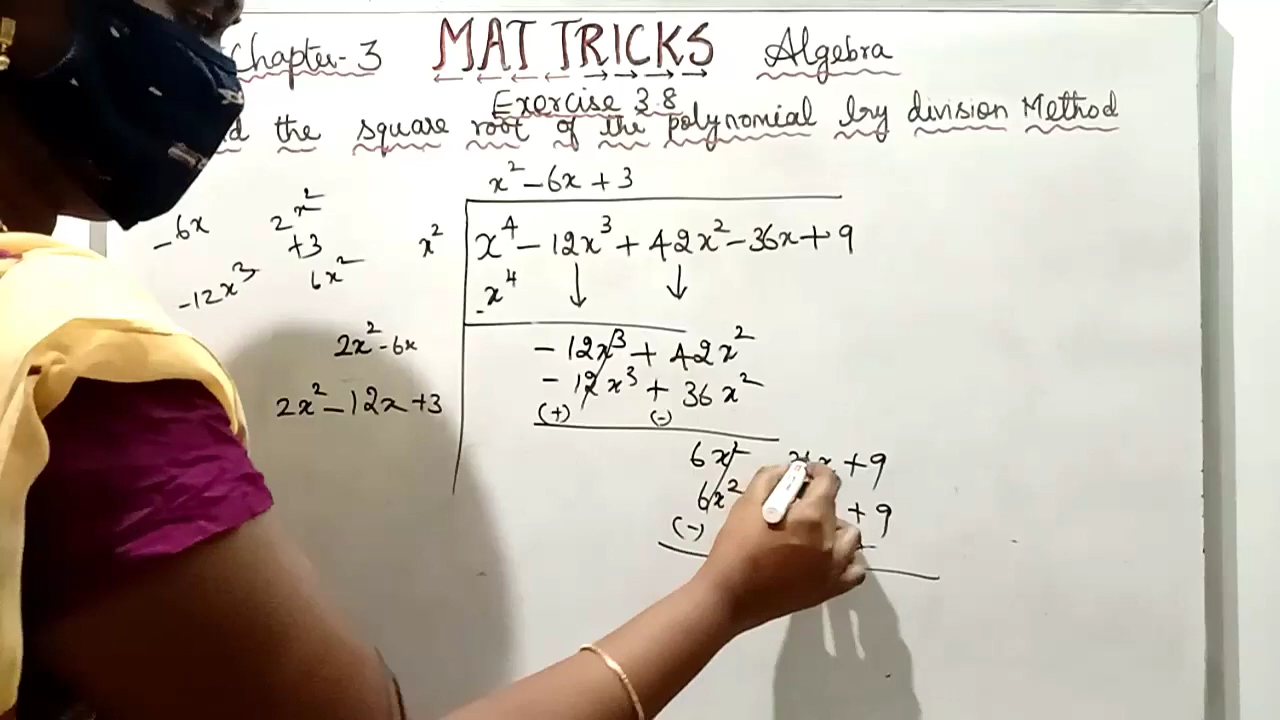 Chapter-3 MAT TRICKS Algebra
Exercise 3.8
the square root of the polynomial by division Method
x² - 6x + 3
x² x⁴ - 12x³ + 42x² - 36x + 9
x⁴
-6x 2x²
+3
-12x³ 6x²
2x² - 6x - 12x³ + 42x²
- 12x³ + 36x²
(+) (-)
2x² - 12x + 3
6x² + 9
6x² + 9
(-)